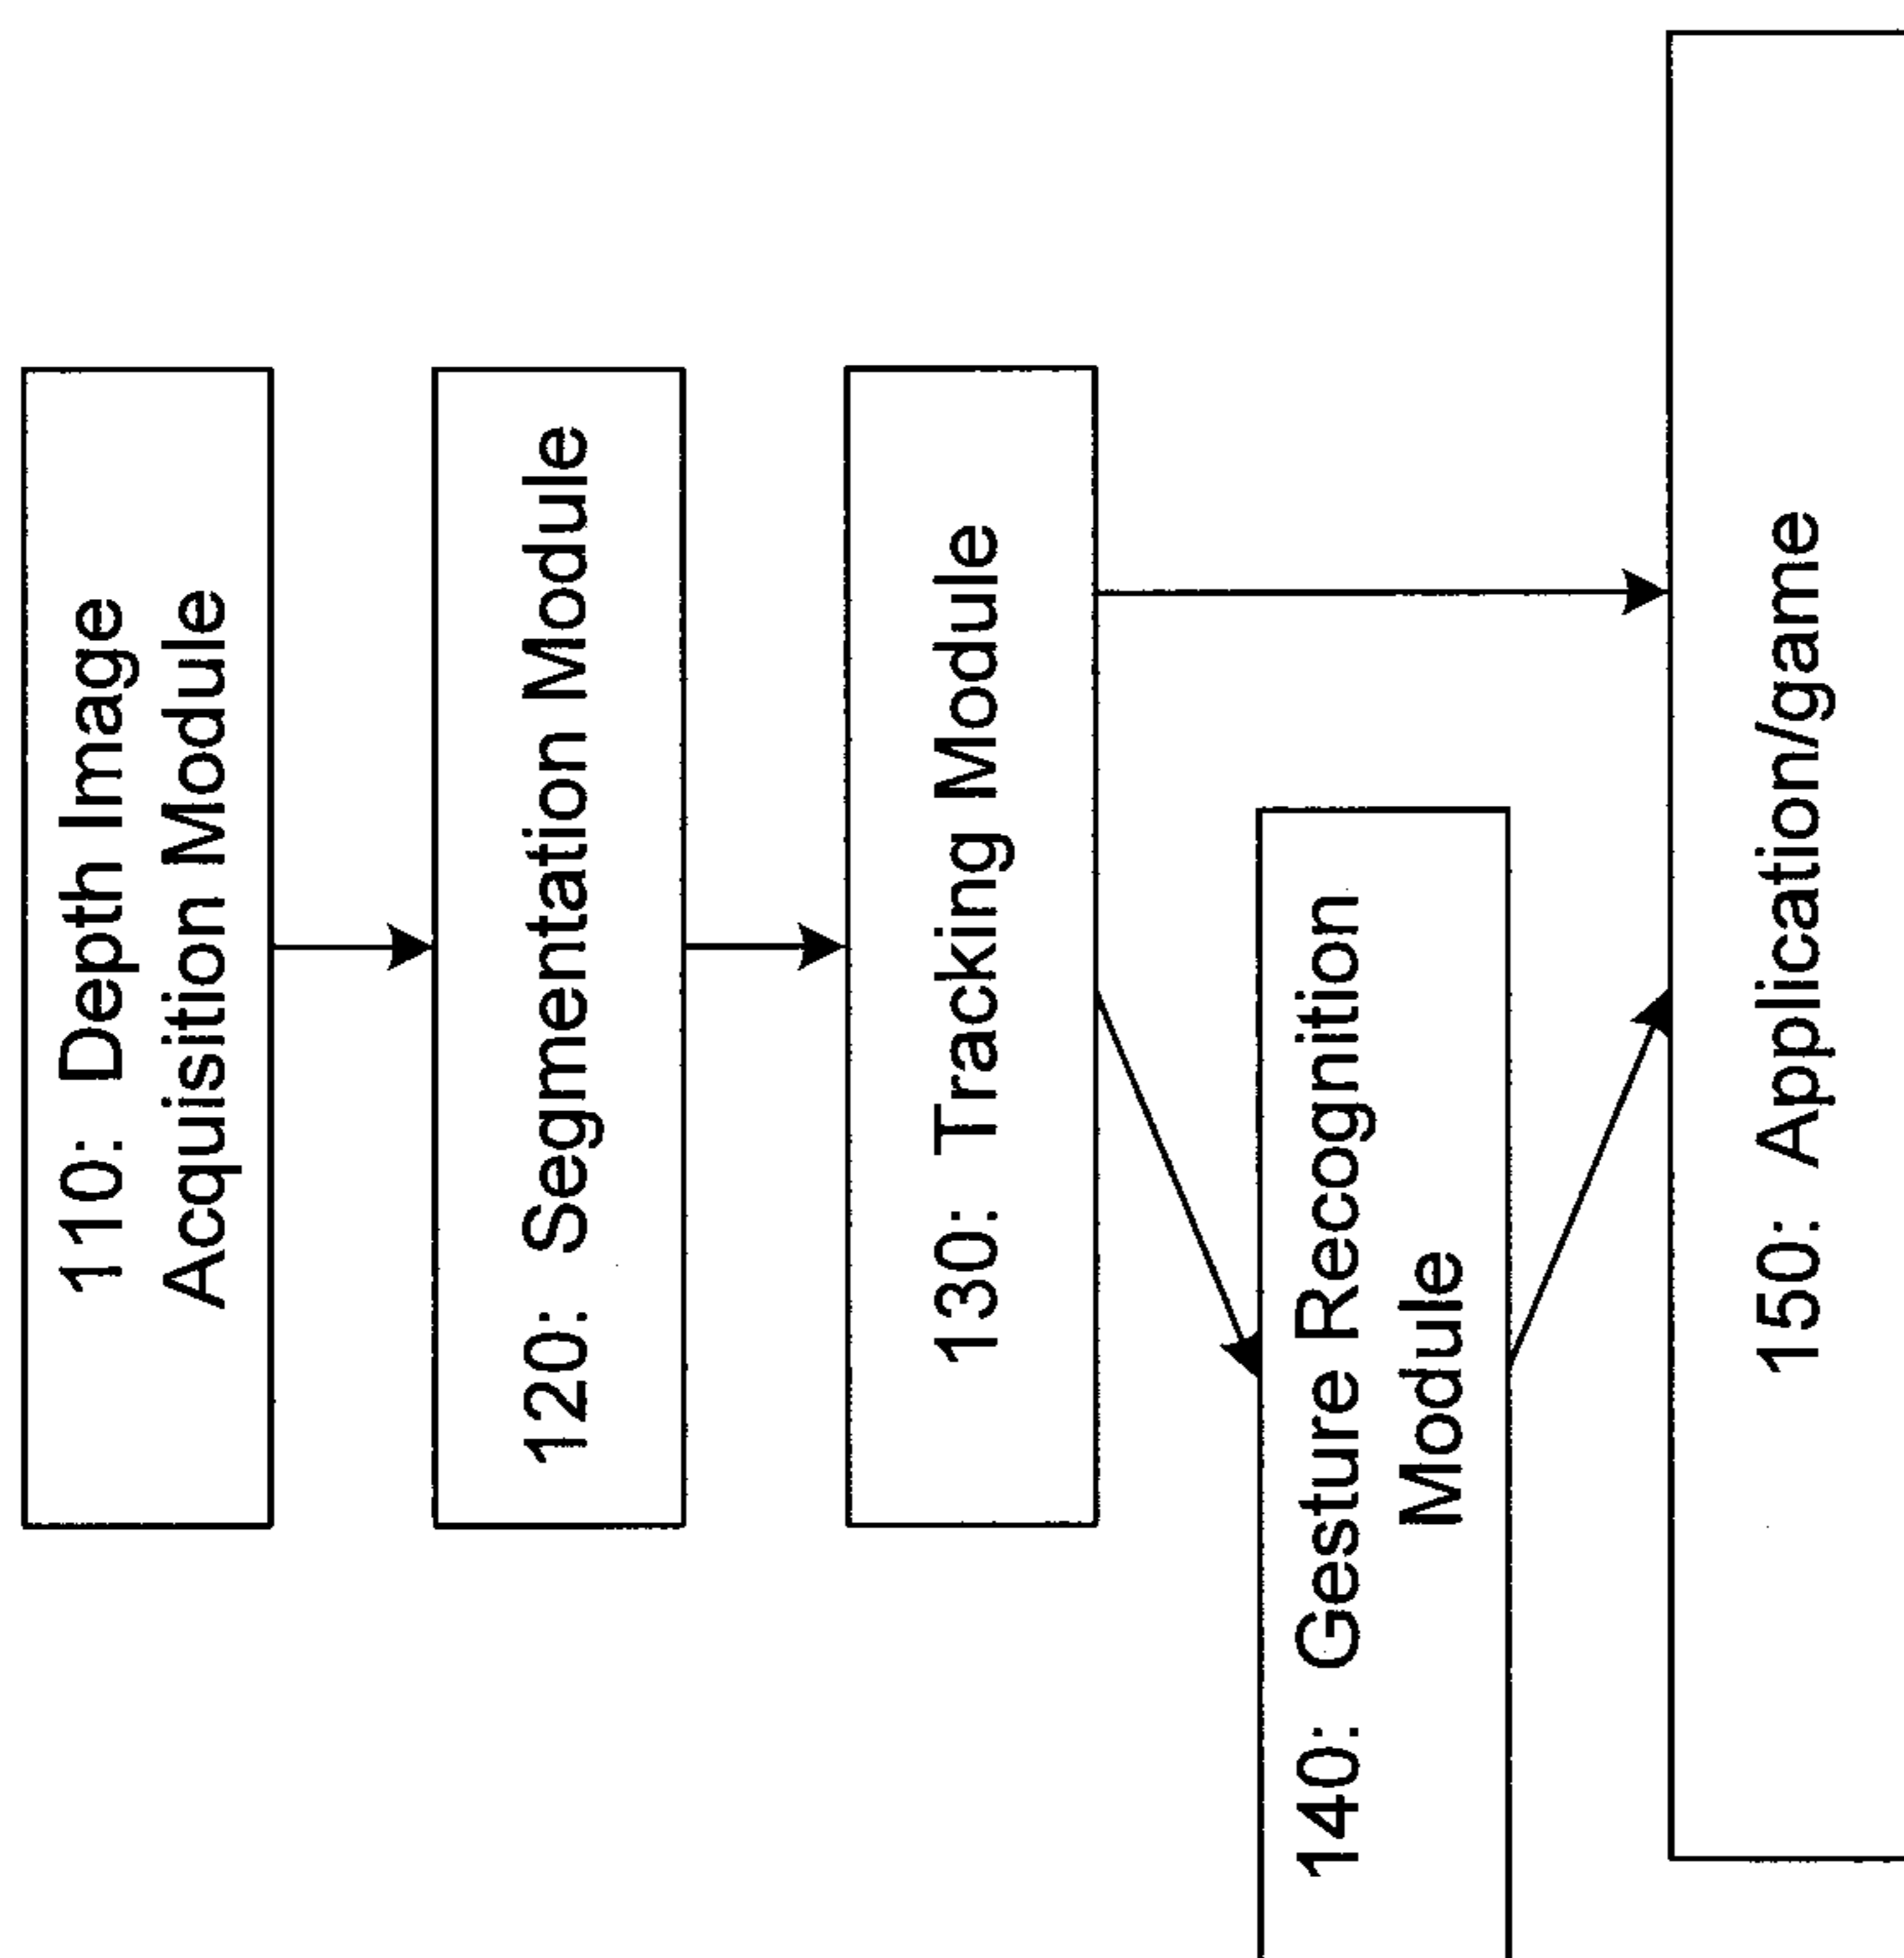 110: Depth Image
Acquisition Module
120: Segmentation Module
130: Tracking Module
140: Gesture Recognition
Module
150: Application/game